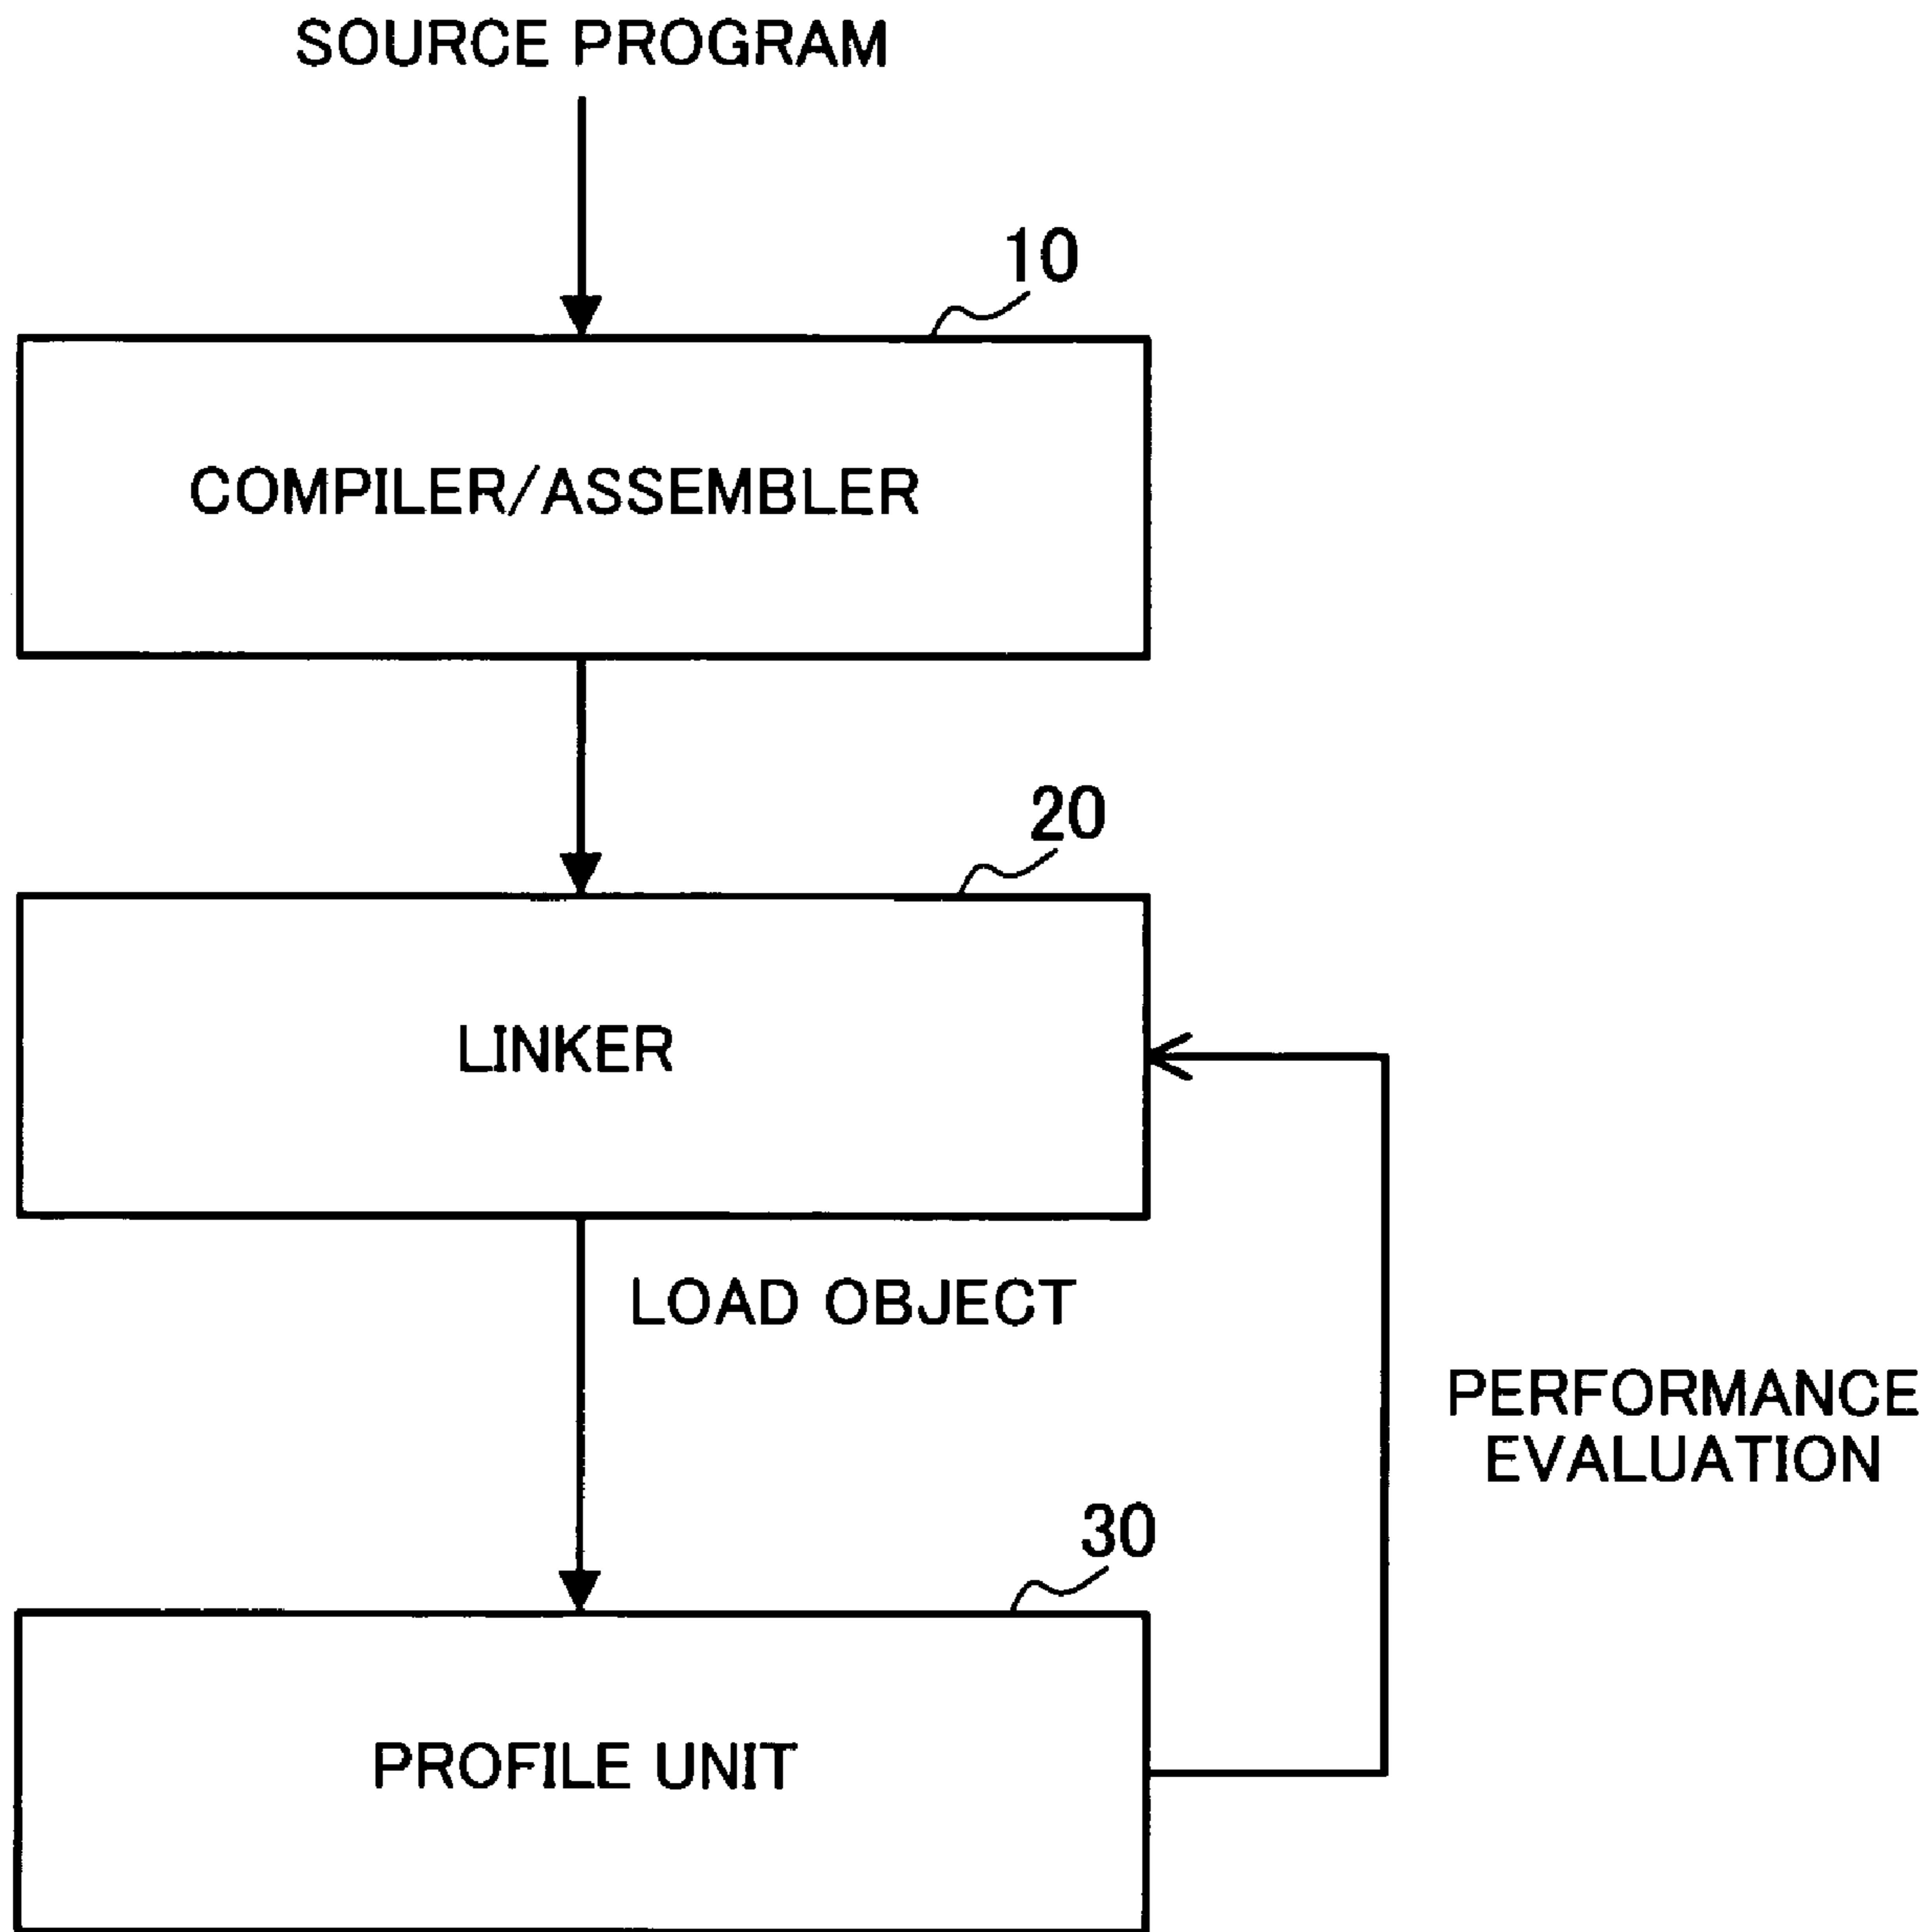 SOURCE PROGRAM
10
COMPILER/ASSEMBLER
20
LINKER
LOAD OBJECT
PERFORMANCE
EVALUATION
30
PROFILE UNIT